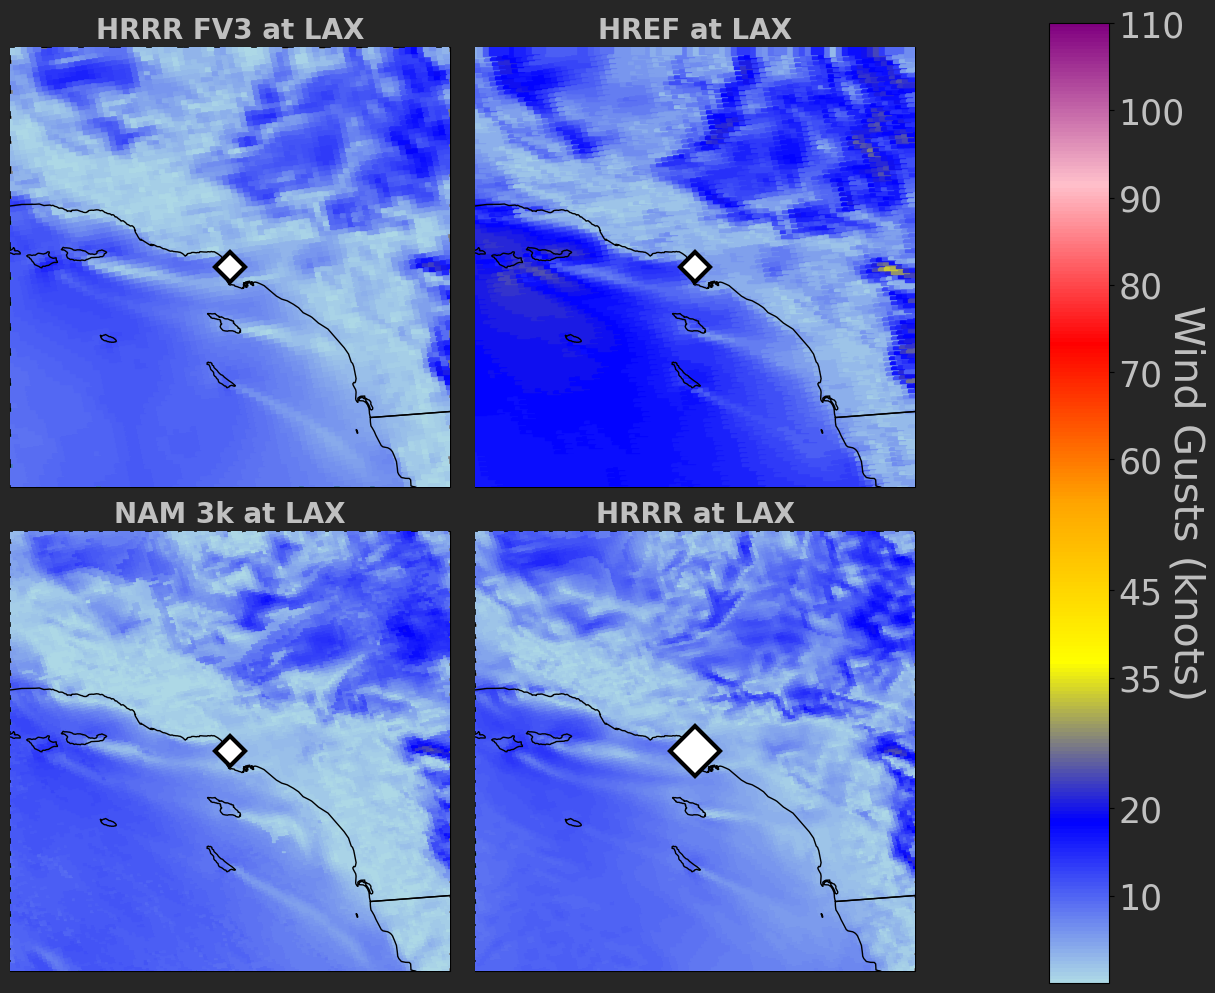 HRRR FV3 at LAX
HREF at LAX
NAM 3k at LAX
HRRR at LAX
110
100
90
80
70
60
45
35
20
10
Wind Gusts (knots)